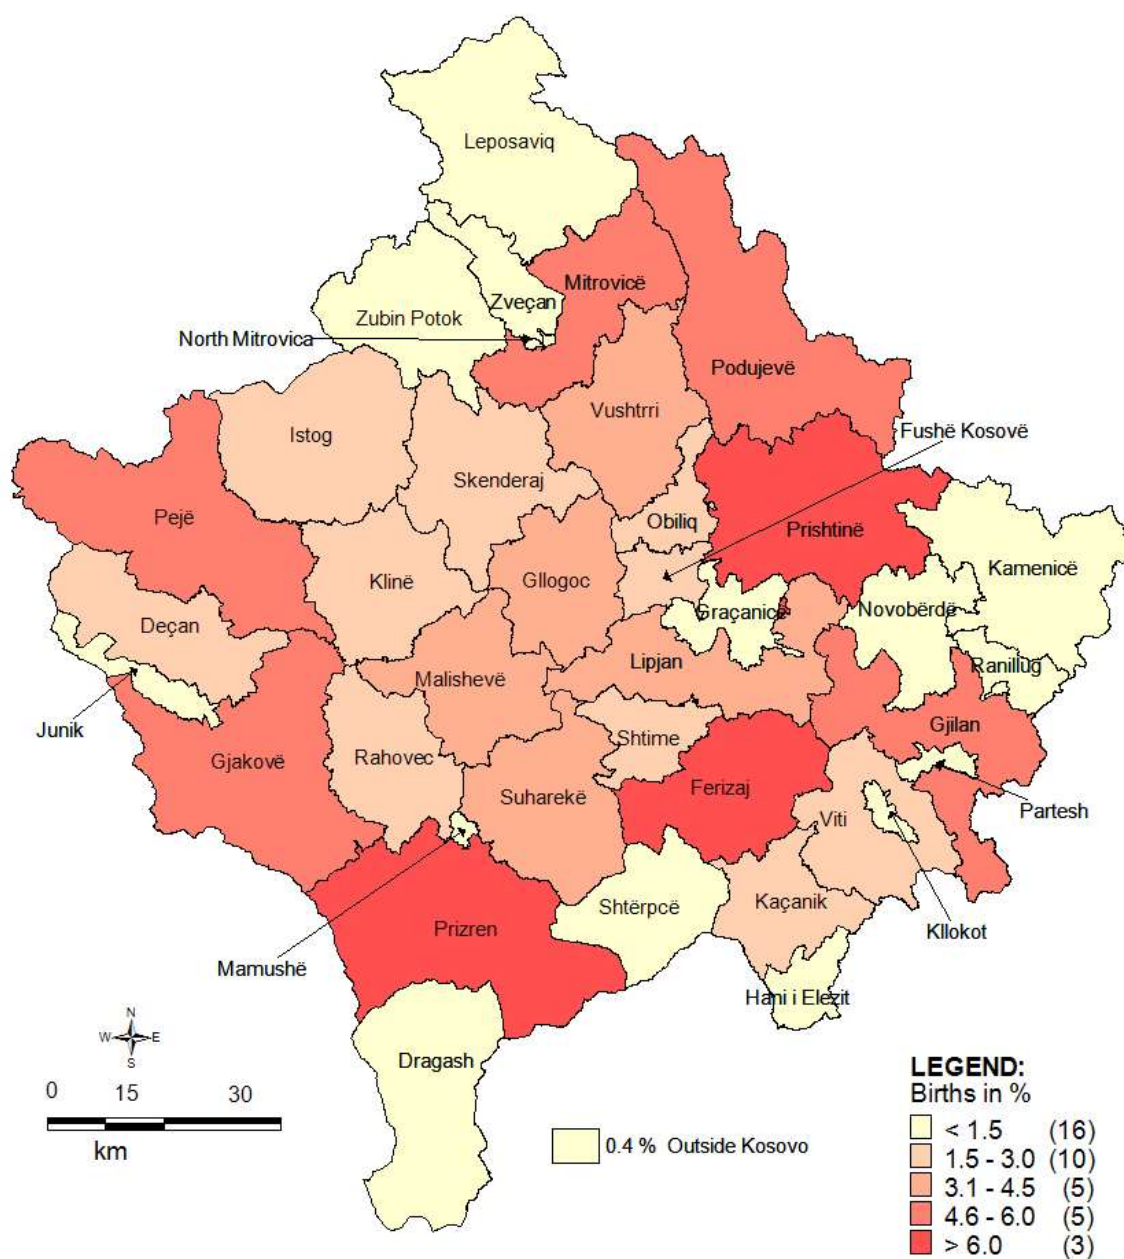 Leposaviq
Mitrovicë
Zveçan
Zubin Potok
North Mitrovica
Podujevë
Vushtrri
Istog
Fushë Kosovë
Skenderaj
Pejë
Obiliq
Prishtinë
Kamenicë
Klinë
Gllogoc
Graçanicë
Novobërdë
Deçan
Lipjan
Ranillug
Malishevë
Junik
Shtime
Gjilan
Gjakovë
Rahovec
Suharekë
Ferizaj
Partesh
Viti
Shtërpcë
Kaçanik
Prizren
Kllokot
Mamushë
Hani i Elezit
N
W E
S
Dragash
0 15 30
km
0.4 % Outside Kosovo
LEGEND:
Births in %
< 1.5 (16)
1.5 - 3.0 (10)
3.1 - 4.5 (5)
4.6 - 6.0 (5)
> 6.0 (3)